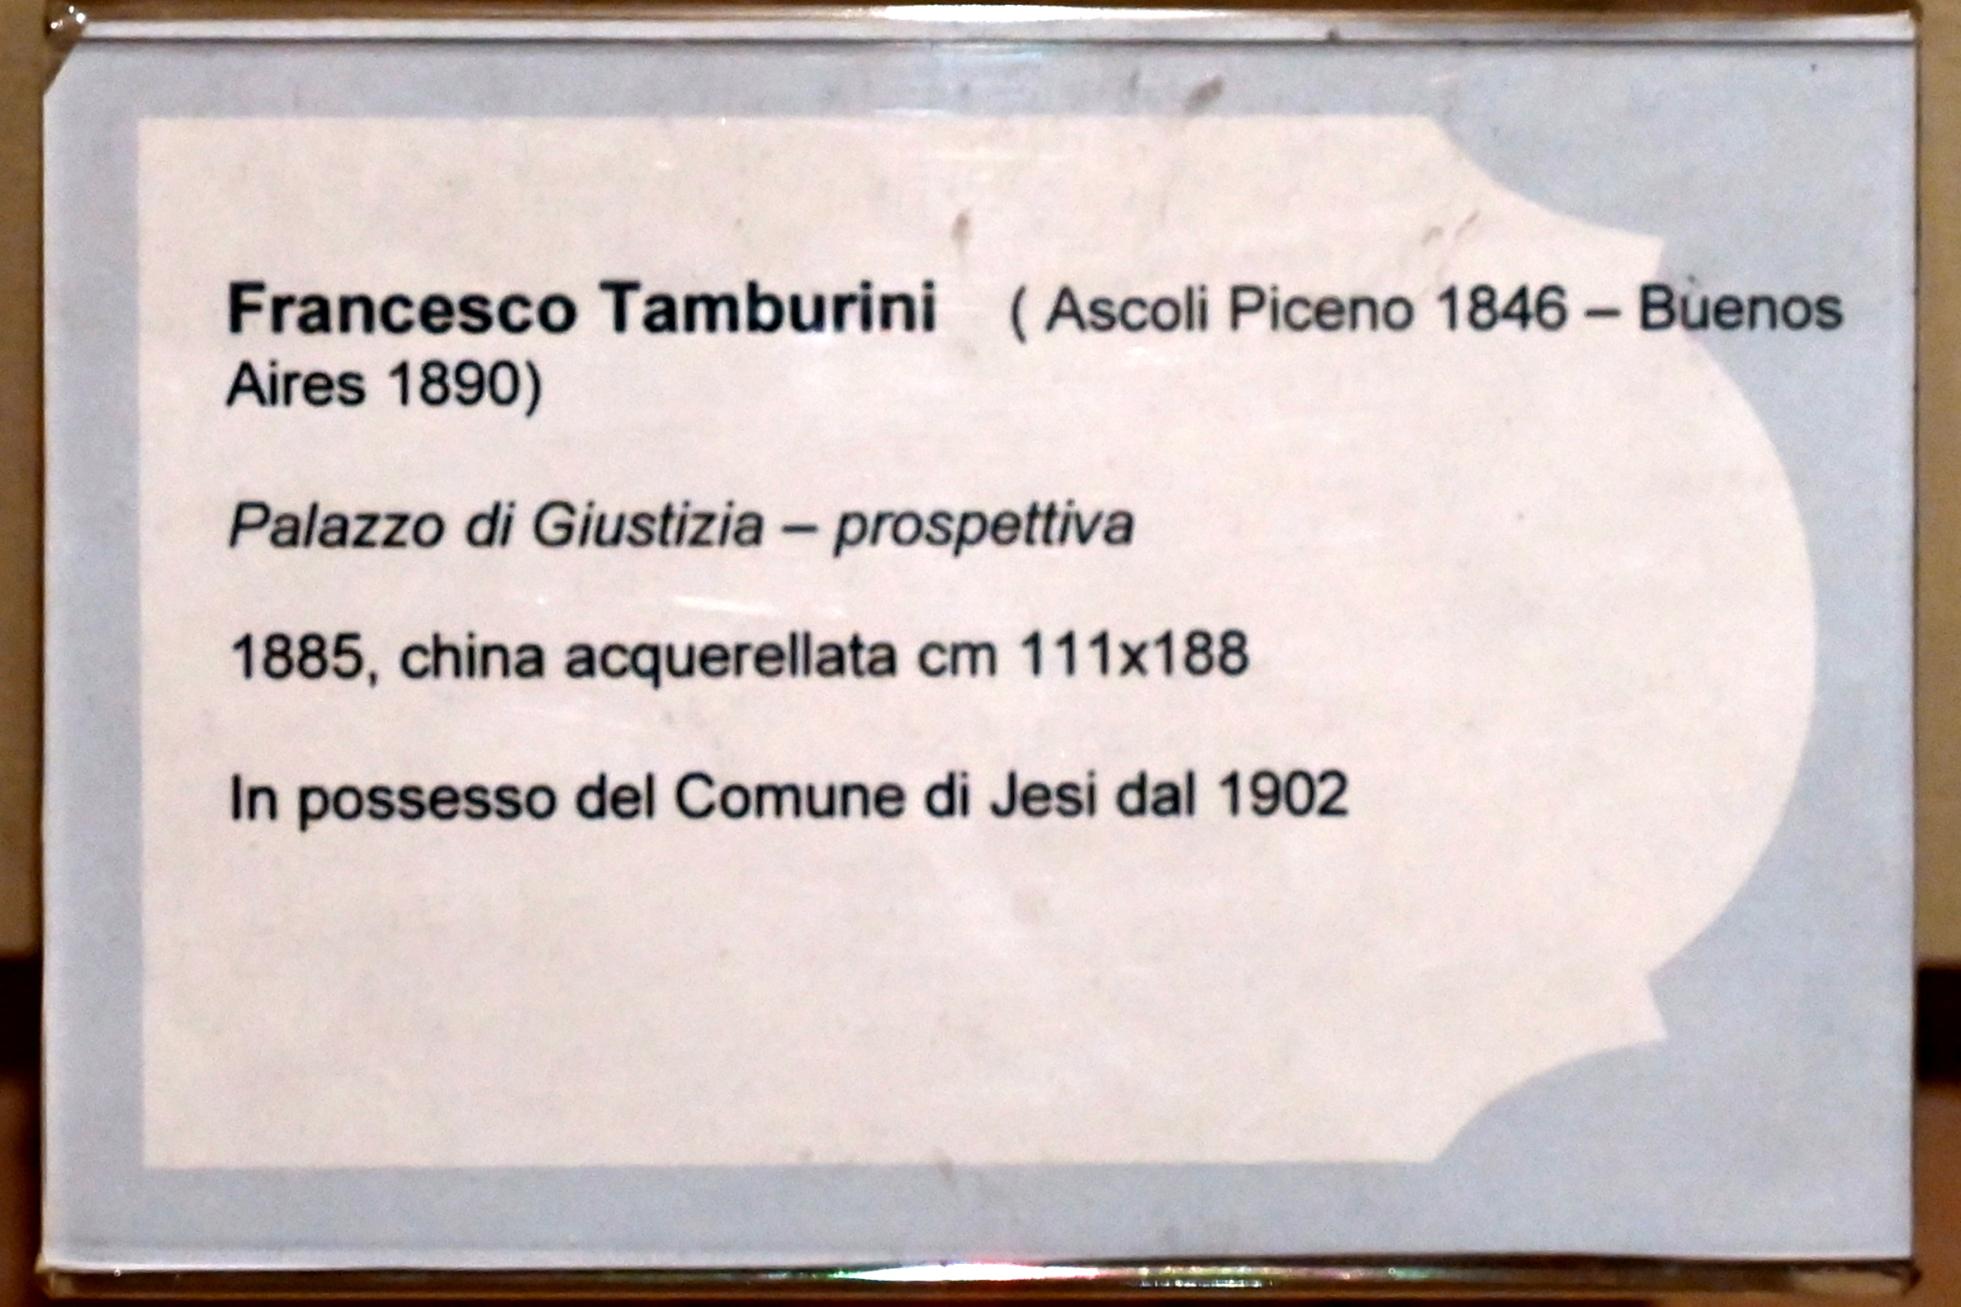 Francesco Tamburini ( Ascoli Piceno 1846 – Buenos
Aires 1890)
Palazzo di Giustizia – prospettiva
1885, china acquerellata cm 111x188
In possesso del Comune di Jesi dal 1902